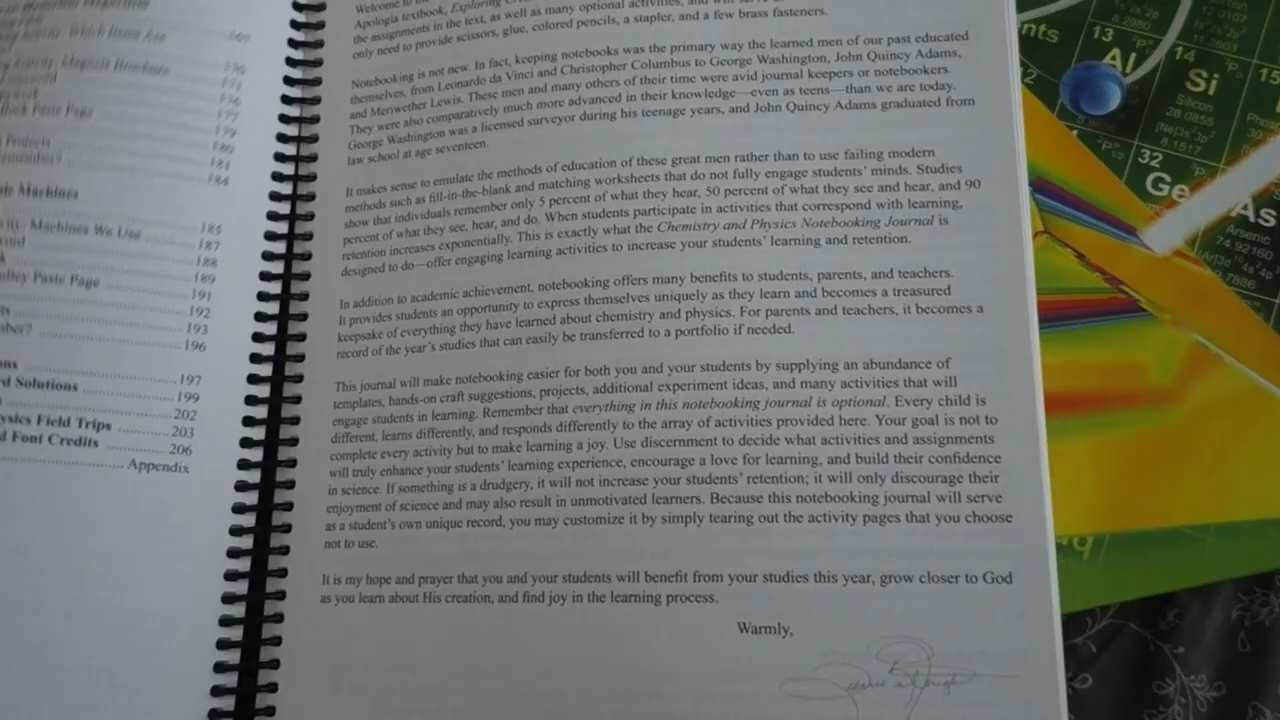 Welcome to
Apologia textbook, Exploring
the assignments in the text, as well as many optional activities, and
only need to provide scissors, glue, colored pencils, a stapler, and a few brass fasteners.
Notebooking is not new. In fact, keeping notebooks was the primary way the learned men of our past educated
themselves, from Leonardo da Vinci and Christopher Columbus to George Washington, John Quincy Adams,
and Meriwether Lewis. These men and many others of their time were avid journal keepers or notebookers.
They were also comparatively much more advanced in their knowledge—even as teens—than we are today.
George Washington was a licensed surveyor during his teenage years, and John Quincy Adams graduated from
law school at age seventeen.
It makes sense to emulate the methods of education of these great men rather than to use failing modern
methods such as fill-in-the-blank and matching worksheets that do not fully engage students' minds. Studies
show that individuals remember only 5 percent of what they hear, 50 percent of what they see and hear, and 90
percent of what they see, hear, and do. When students participate in activities that correspond with learning,
retention increases exponentially. This is exactly what the Chemistry and Physics Notebooking Journal is
designed to do—offer engaging learning activities to increase your students' learning and retention.
In addition to academic achievement, notebooking offers many benefits to students, parents, and teachers.
It provides students an opportunity to express themselves uniquely as they learn and becomes a treasured
keepsake of everything they have learned about chemistry and physics. For parents and teachers, it becomes a
record of the year's studies that can easily be transferred to a portfolio if needed.
This journal will make notebooking easier for both you and your students by supplying an abundance of
templates, hands-on craft suggestions, projects, additional experiment ideas, and many activities that will
engage students in learning. Remember that everything in this notebooking journal is optional. Every child is
different, learns differently, and responds differently to the array of activities provided here. Your goal is not to
complete every activity but to make learning a joy. Use discernment to decide what activities and assignments
will truly enhance your students' learning experience, encourage a love for learning, and build their confidence
in science. If something is a drudgery, it will not increase your students' retention; it will only discourage their
enjoyment of science and may also result in unmotivated learners. Because this notebooking journal will serve
as a student's own unique record, you may customize it by simply tearing out the activity pages that you choose
not to use.
It is my hope and prayer that you and your students will benefit from your studies this year, grow closer to God
as you learn about His creation, and find joy in the learning process.
Warmly,
Machines
Machines We Use 185
187
188
Paste Page 189
191
192
193
196
197
Solutions 199
202
Field Trips 203
Font Credits 206
Appendix
nts
13
Al
14
Si
Silicon
28.0855
[Ne]3s²3p²
8.1517
32
Ge
As
Arsenic
74.92160
15
12